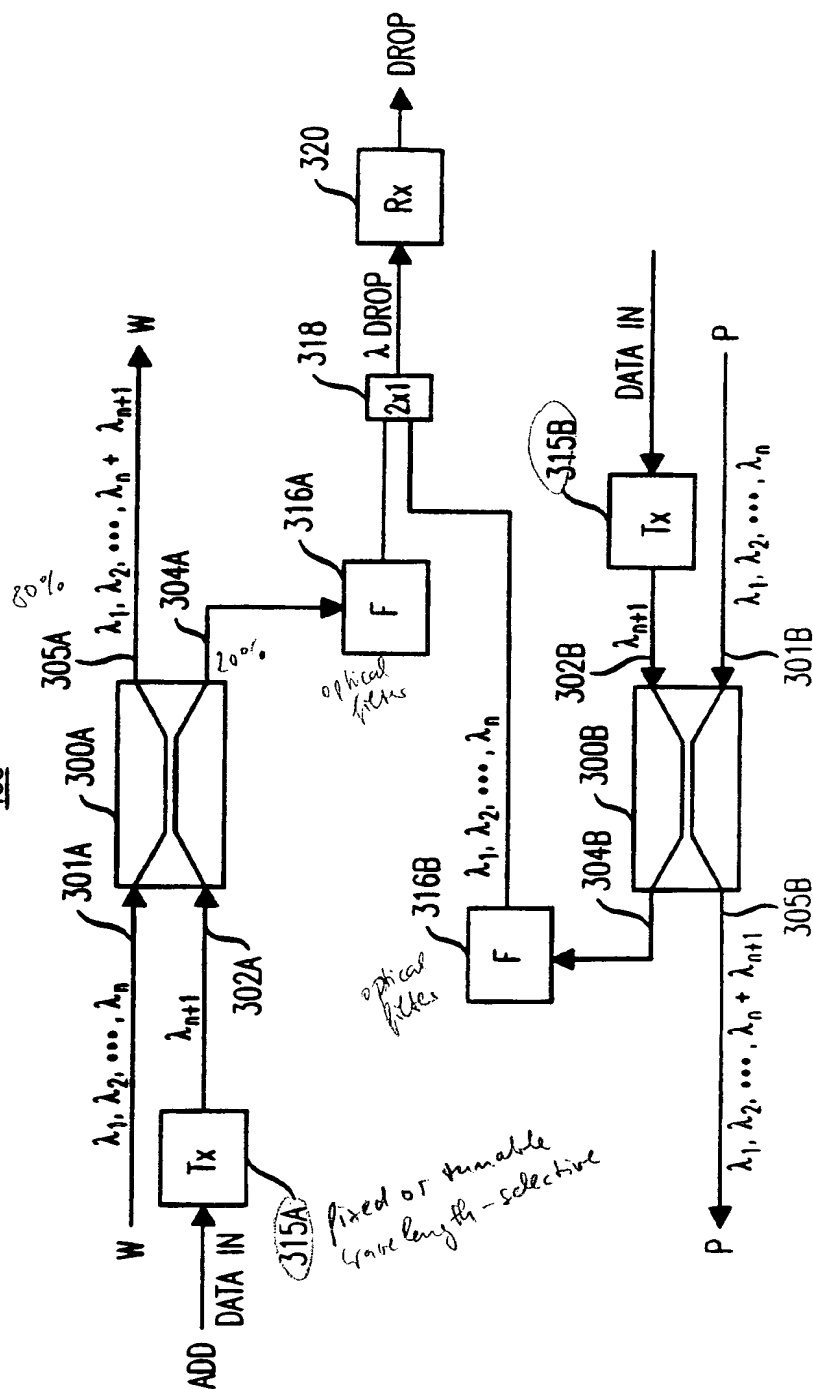 W
λ1, λ2, •••, λn
301A
300A
305A
80%
λ1, λ2, •••, λn + λn+1
W
ADD
DATA IN
Tx
λn+1
302A
315A
fixed or tunable
wavelength-selective
304A
20%
optical
filter
F
316A
318
2x1
λ DROP
320
Rx
DROP
optical
filter
316B
F
λ1, λ2, •••, λn
304B
300B
302B
λn+1
Tx
315B
DATA IN
P
λ1, λ2, •••, λn + λn+1
305B
301B
λ1, λ2, •••, λn
P